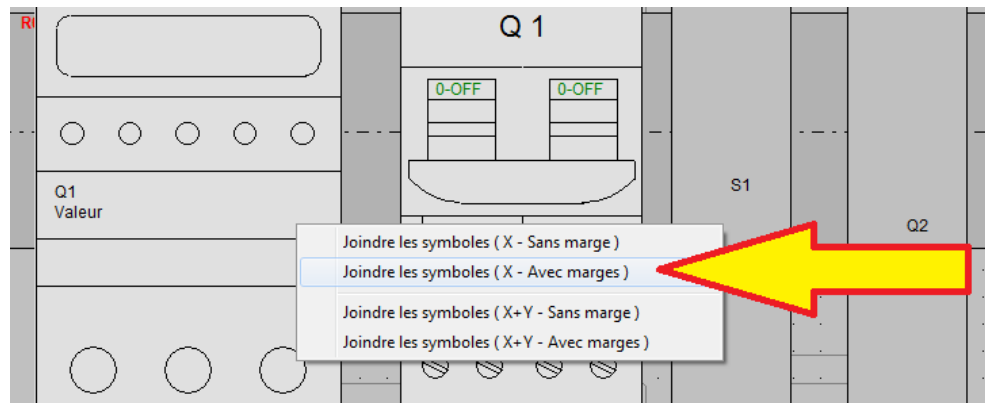 Q 1
0-OFF 0-OFF
Q1
Valeur
S1
Q2
Joindre les symboles ( X - Sans marge )
Joindre les symboles ( X - Avec marges )
Joindre les symboles ( X+Y - Sans marge )
Joindre les symboles ( X+Y - Avec marges )